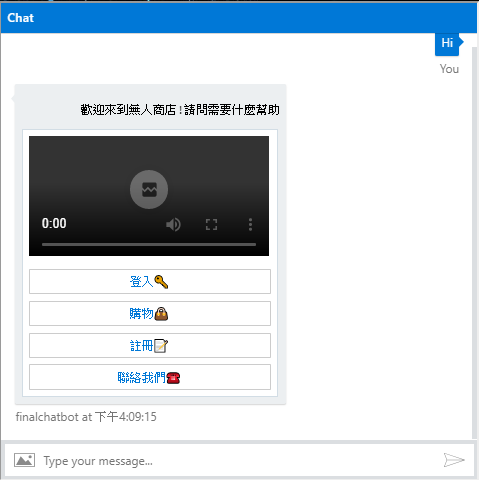 Chat
Hi
You
歡迎來到無人商店!請問需要什麼幫助
0:00
登入🔑
購物👜
註冊📝
聯絡我們☎️
finalchatbot at 下午4:09:15
Type your message...